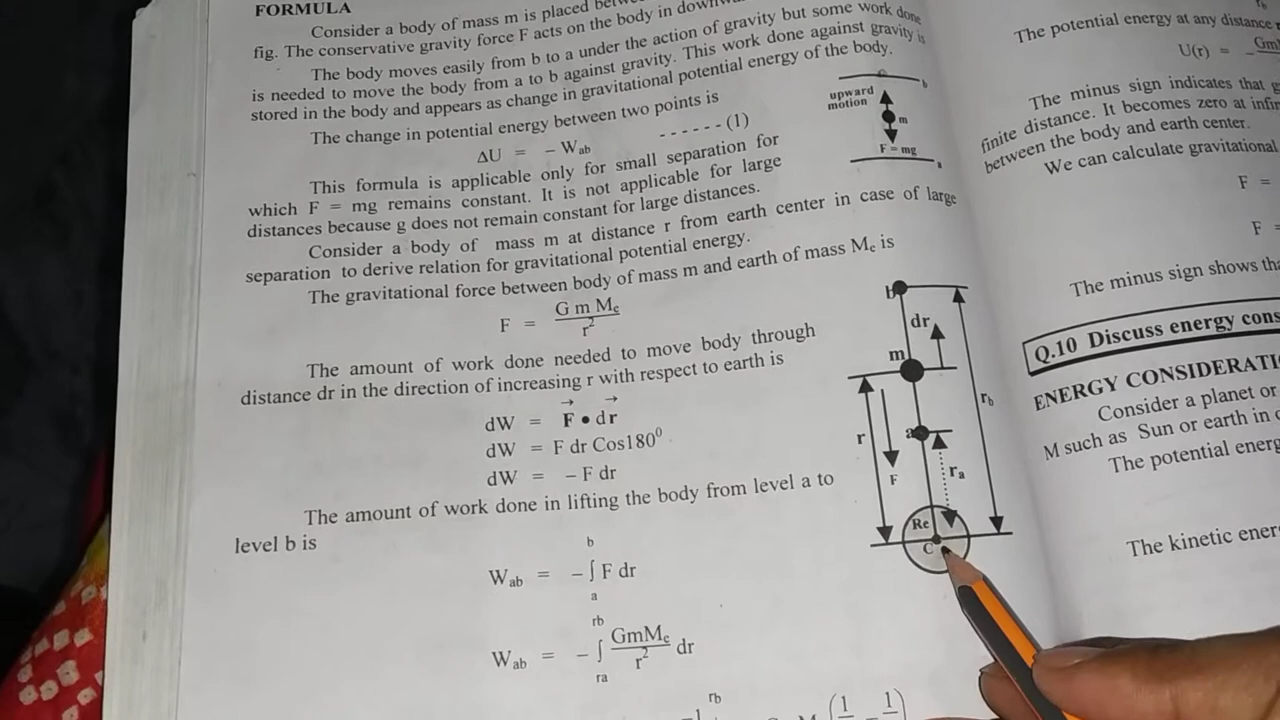 FORMULA
Consider a body of mass m is placed
fig. The conservative gravity force F acts on the body in
The body moves easily from b to a under the action of gravity but some work done
is needed to move the body from a to b against gravity. This work done against gravity is
stored in the body and appears as change in gravitational potential energy of the body.
The change in potential energy between two points is
ΔU = − Wab ------(1)
This formula is applicable only for small separation for
which F = mg remains constant. It is not applicable for large
distances because g does not remain constant for large distances.
upward
motion
b
m
F = mg
a
Consider a body of mass m at distance r from earth center in case of large
separation to derive relation for gravitational potential energy.
The gravitational force between body of mass m and earth of mass Me is
F = G m Me / r²
The amount of work done needed to move body through
distance dr in the direction of increasing r with respect to earth is
dW = F→ • dr→
dW = F dr Cos180⁰
dW = − F dr
The amount of work done in lifting the body from level a to
level b is
b
Wab = − ∫ F dr
a
rb
Wab = − ∫ GmMe / r² dr
ra
rb
b
dr
m
rb
r
a
F
ra
Re
C
The potential energy at any distance
U(r) = −
The minus sign indicates that
finite distance. It becomes zero at
between the body and earth center.
We can calculate gravitational
F =
F =
The minus sign shows
Q.10 Discuss energy
ENERGY
Consider a planet or
M such as Sun or earth in
The potential
The kinetic